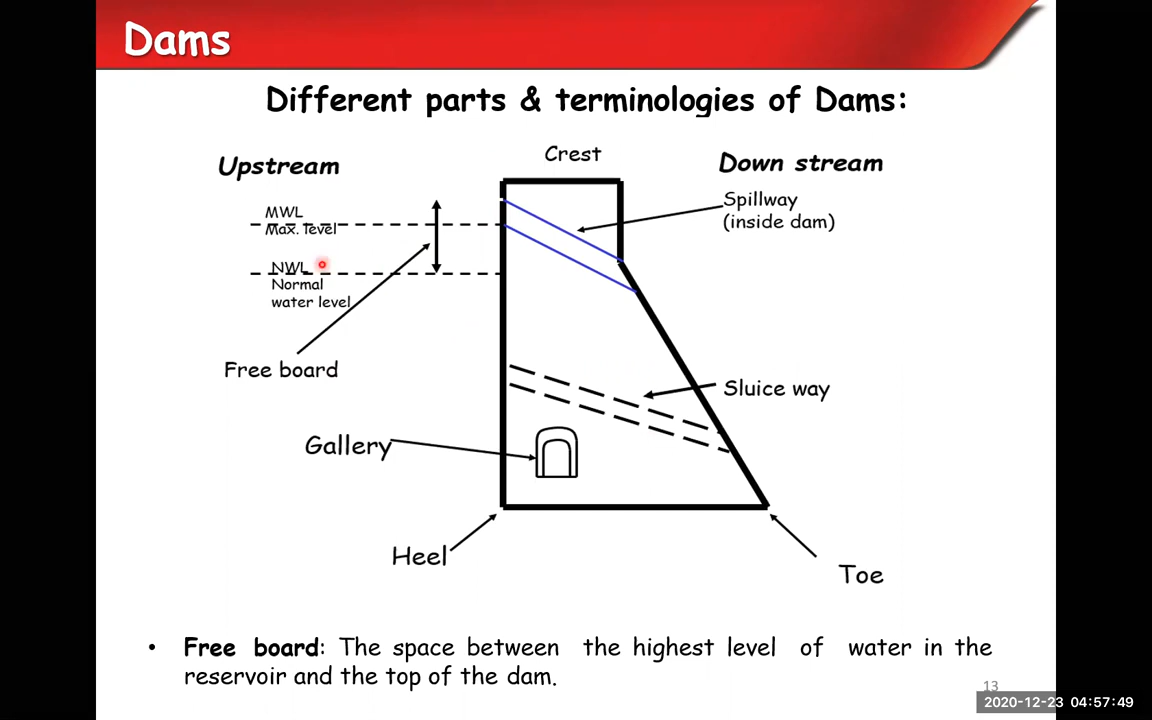 Dams
Different parts & terminologies of Dams:
Crest
Upstream
Down stream
MWL
Max. level
Spillway
(inside dam)
NWL
Normal
water level
Free board
Sluice way
Gallery
Heel
Toe
• Free board: The space between the highest level of water in the
reservoir and the top of the dam.
13
2020-12-23 04:57:49